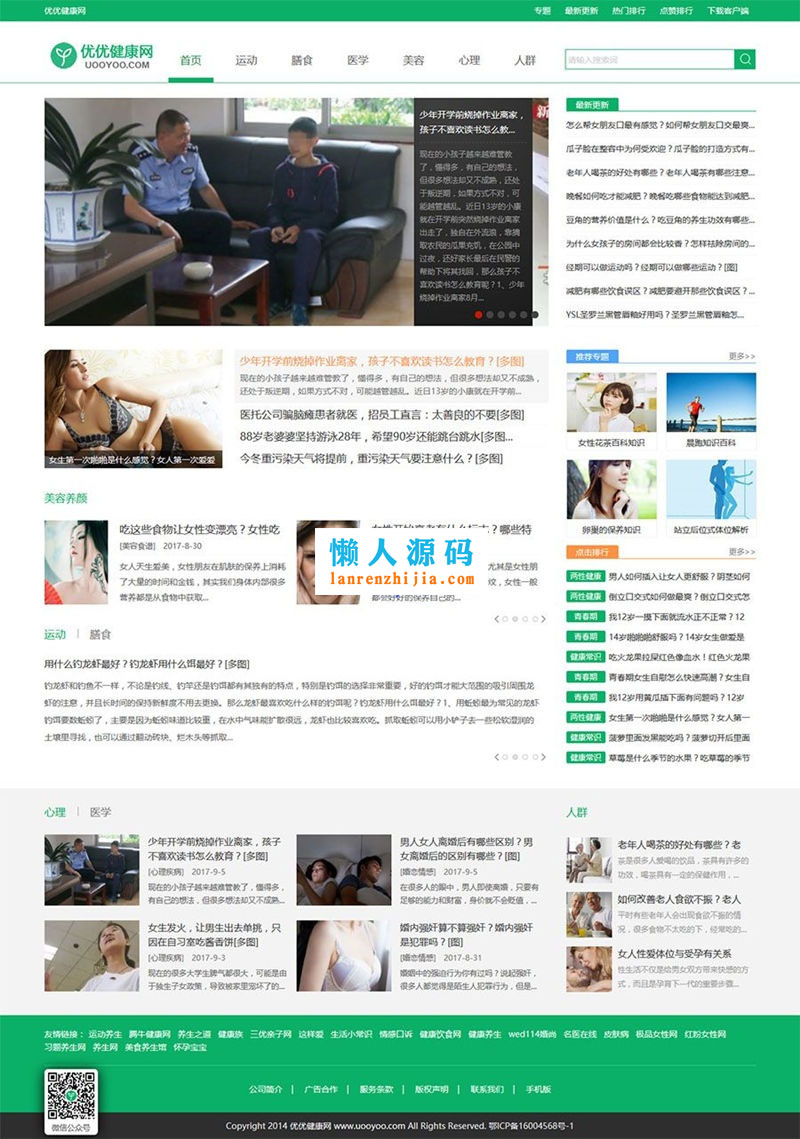 优优健康网
专题 最新更新 热门排行 点赞排行 下载客户端
优优健康网
UOOYOO.COM
首页 运动 膳食 医学 美容 心理 人群
请输入搜索词
少年开学前烧掉作业离家，
孩子不喜欢读书怎么教...
现在的小孩子越来越难管教
了，懂得多，有自己的想法，
但很多想法却又不成熟，还处
于叛逆期，如果方式不对，可
能越管越乱。近日13岁的小康
就在开学前突然烧掉作业离家
出走了，独自在外流浪，靠摘
取农民的瓜果充饥，在公园中
过夜，还好家长最后在民警的
帮助下将其找回，那么孩子不
喜欢读书怎么教育呢？1、少年
烧掉作业离家8月...
最新更新
怎么帮女朋友口最有感觉？如何帮女朋友口交最爽...
瓜子脸在整容中为何受欢迎？瓜子脸的打造方式有...
老年人喝茶的好处有哪些？老年人喝茶有哪些注意...
晚餐如何吃才能减肥？晚餐吃哪些食物能达到减肥...
豆角的营养价值是什么？吃豆角的养生功效有哪些...
为什么女孩子的房间都会比较香？怎样祛除房间的...
经期可以做运动吗？经期可以做哪些运动？[图]
减肥有哪些饮食误区？减肥要避开那些饮食误区？...
YSL圣罗兰黑管唇釉好用吗？圣罗兰黑管唇釉怎...
女生第一次啪啪是什么感觉？女人第一次爱爱
少年开学前烧掉作业离家，孩子不喜欢读书怎么教育？[多图]
现在的小孩子越来越难管教了，懂得多，有自己的想法，但很多想法却又不成熟，
还处于叛逆期，如果方式不对，可能越管越乱。近日13岁的小康就在开学前...
医托公司骗脑瘫患者就医，招员工直言：太善良的不要[多图]
88岁老婆婆坚持游泳28年，希望90岁还能跳台跳水[多图...
今冬重污染天气将提前，重污染天气要注意什么？[多图]
推荐专题 更多>>
女性花茶百科知识 晨跑知识百科
卵巢的保养知识 站立后位式体位解析
美容养颜
吃这些食物让女性变漂亮？女性吃
[美容食谱] 2017-8-30
女人天生爱美，女性朋友在肌肤的保养上消耗
了大量的时间和金钱，其实我们身体内部很多
营养都是从食物中获取...
哪些特
尤其是女性朋
纹，女性一般
都会好好的保养自己的...
懒人源码
lanrenzhijia.com
点击排行 更多>>
两性健康 男人如何插入让女人更舒服？阴茎如何
两性健康 倒立口交式如何做最爽？倒立口交式怎
青春期 我12岁一摸下面就流水正不正常？12
青春期 14岁啪啪啪舒服吗？14岁女生做爱是
健康常识 吃火龙果拉屎红色像血水！红色火龙果
青春期 青春期女生自慰怎么快速高潮？女生自
青春期 我12岁用黄瓜插下面有问题吗？12岁
两性健康 女生第一次啪啪是什么感觉？女人第一
健康常识 菠萝里面发黑能吃吗？菠萝切开后里面
健康常识 草莓是什么季节的水果？吃草莓的季节
运动 膳食
用什么钓龙虾最好？钓龙虾用什么饵最好？[多图]
钓龙虾和钓鱼不一样，不论是钓线、钓竿还是钓饵都有其独有的特点，特别是钓饵的选择非常重要，好的钓饵才能大范围的吸引周围龙
虾的注意，并且长时间的保持新鲜度不用去更换。那么龙虾最喜欢吃什么样的钓饵呢？钓龙虾用什么饵最好？1、用蚯蚓最为常见的龙虾
钓饵要数蚯蚓了，主要是因为蚯蚓味道比较重，在水中气味能扩散很远，龙虾也比较喜欢吃。抓取蚯蚓可以用小铲子去一些松软湿润的
土壤里寻找，也可以通过翻动砖块、烂木头等抓取...
心理 医学
少年开学前烧掉作业离家，孩子
不喜欢读书怎么教育？[多图]
[心理疾病] 2017-9-5
现在的小孩子越来越难管教了，懂得多，
有自己的想法，但很多想法却又不成熟...
男人女人离婚后有哪些区别？男
女离婚后的区别有哪些？[图]
[婚恋情感] 2017-9-5
在很多人的眼中，男人即使离婚，只要有
足够的能力和财富，身价就不会贬值，...
女生发火，让男生出去单挑，只
因在自习室吃酱香饼[多图]
[心理疾病] 2017-9-3
现在的很多大学生脾气都很大，可能是由
于独生子女政策，导致被家里宠坏了的...
婚内强奸算不算强奸？婚内强奸
是犯罪吗？[图]
[婚恋情感] 2017-8-31
婚姻中的强迫行为你有过吗？说起强奸，
很多人都觉得是陌生人犯罪行为，但是...
人群
老年人喝茶的好处有哪些？老
茶是很多人爱喝的饮品，茶具有许多的
功效，喝茶具有一定的保健作用，...
如何改善老人食欲不振？老人
平时有些老年人会出现食欲不振的情
况，很多食物不太吃的下，经常吃的...
女人性爱体位与受孕有关系
性生活不仅是给男女双方带来快感的方
式，而且是孕育下一代的重要步骤...
友情链接： 运动养生 腾牛健康网 养生之道 健康族 三优亲子网 这样爱 生活小常识 情感口诉 健康饮食网 健康养生 wed114婚尚 名医在线 皮肤病 极品女性网 红粉女性网
习题养生网 养生网 美食养生馆 怀孕宝宝
公司简介 | 广告合作 | 服务条款 | 版权声明 | 联系我们 | 手机版
微信公众号
Copyright 2014 优优健康网 www.uooyoo.com All Rights Reserved. 鄂ICP备16004568号-1